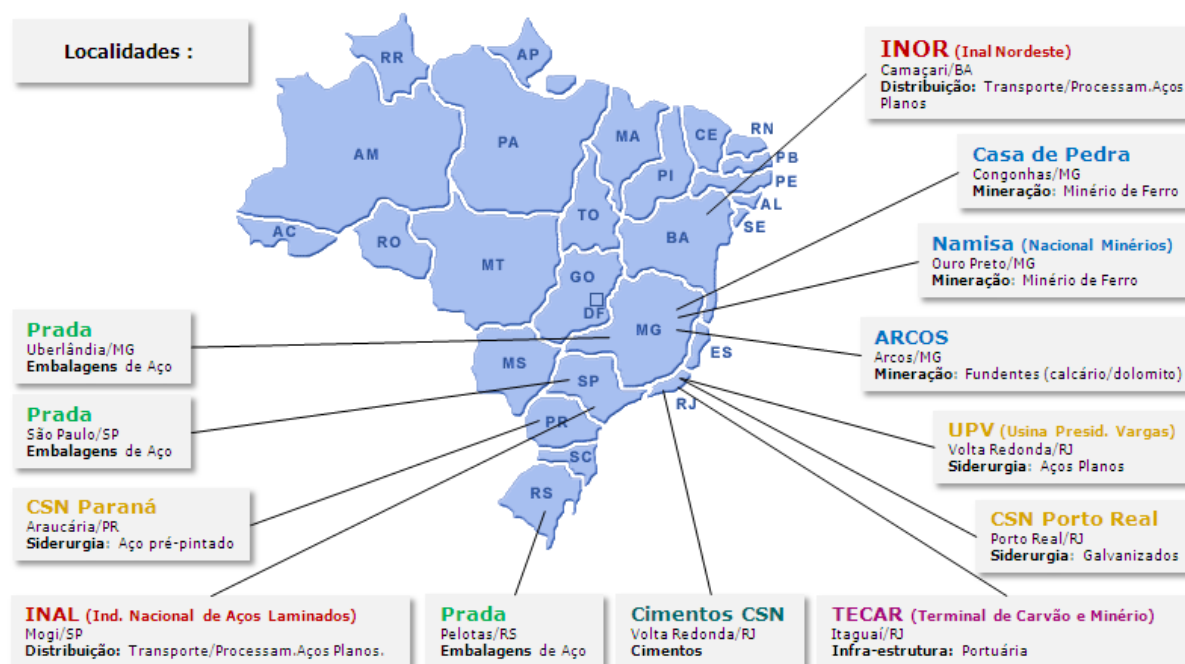 Localidades :
RR
AP
AM
PA
MA
CE
RN
PB
PE
AL
SE
PI
TO
BA
AC
RO
MT
GO
DF
MG
ES
MS
SP
RJ
PR
SC
RS
INOR (Inal Nordeste)
Camaçari/BA
Distribuição: Transporte/Processam.Aços
Planos
Casa de Pedra
Congonhas/MG
Mineração: Minério de Ferro
Namisa (Nacional Minérios)
Ouro Preto/MG
Mineração: Minério de Ferro
ARCOS
Arcos/MG
Mineração: Fundentes (calcário/dolomito)
UPV (Usina Presid. Vargas)
Volta Redonda/RJ
Siderurgia: Aços Planos
CSN Porto Real
Porto Real/RJ
Siderurgia: Galvanizados
Prada
Uberlândia/MG
Embalagens de Aço
Prada
São Paulo/SP
Embalagens de Aço
CSN Paraná
Araucária/PR
Siderurgia: Aço pré-pintado
INAL (Ind. Nacional de Aços Laminados)
Mogi/SP
Distribuição: Transporte/Processam.Aços Planos.
Prada
Pelotas/RS
Embalagens de Aço
Cimentos CSN
Volta Redonda/RJ
Cimentos
TECAR (Terminal de Carvão e Minério)
Itaguaí/RJ
Infra-estrutura: Portuária